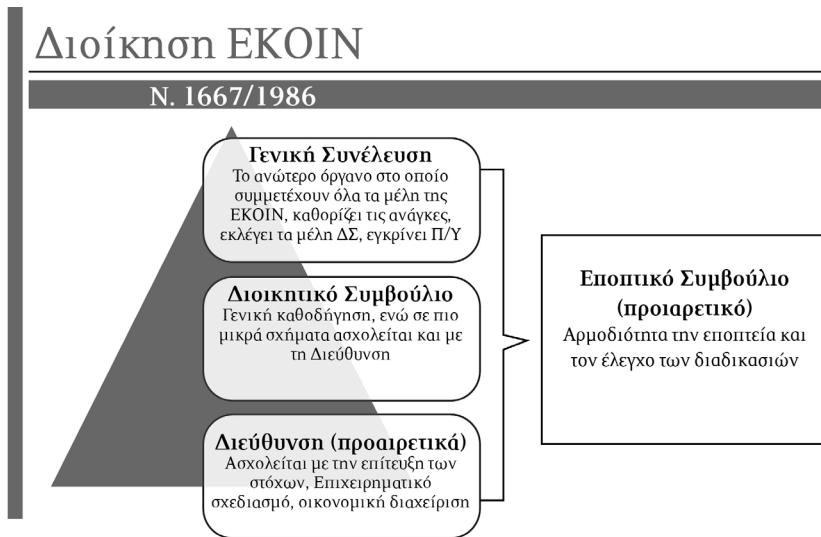 Διοίκηση ΕΚΟΙΝ
Ν. 1667/1986
Γενική Συνέλευση
Το ανώτερο όργανο στο οποίο
συμμετέχουν όλα τα μέλη της
ΕΚΟΙΝ, καθορίζει τις ανάγκες,
εκλέγει τα μέλη ΔΣ, εγκρίνει Π/Υ
Διοικητικό Συμβούλιο
Γενική καθοδήγηση, ενώ σε πιο
μικρά σχήματα ασχολείται και με
τη Διεύθυνση
Διεύθυνση (προαιρετικά)
Ασχολείται με την επίτευξη των
στόχων, Επιχειρηματικό
σχεδιασμό, οικονομική διαχείριση
Εποπτικό Συμβούλιο
(προιαρετικό)
Αρμοδιότητα την εποπτεία και
τον έλεγχο των διαδικασιών